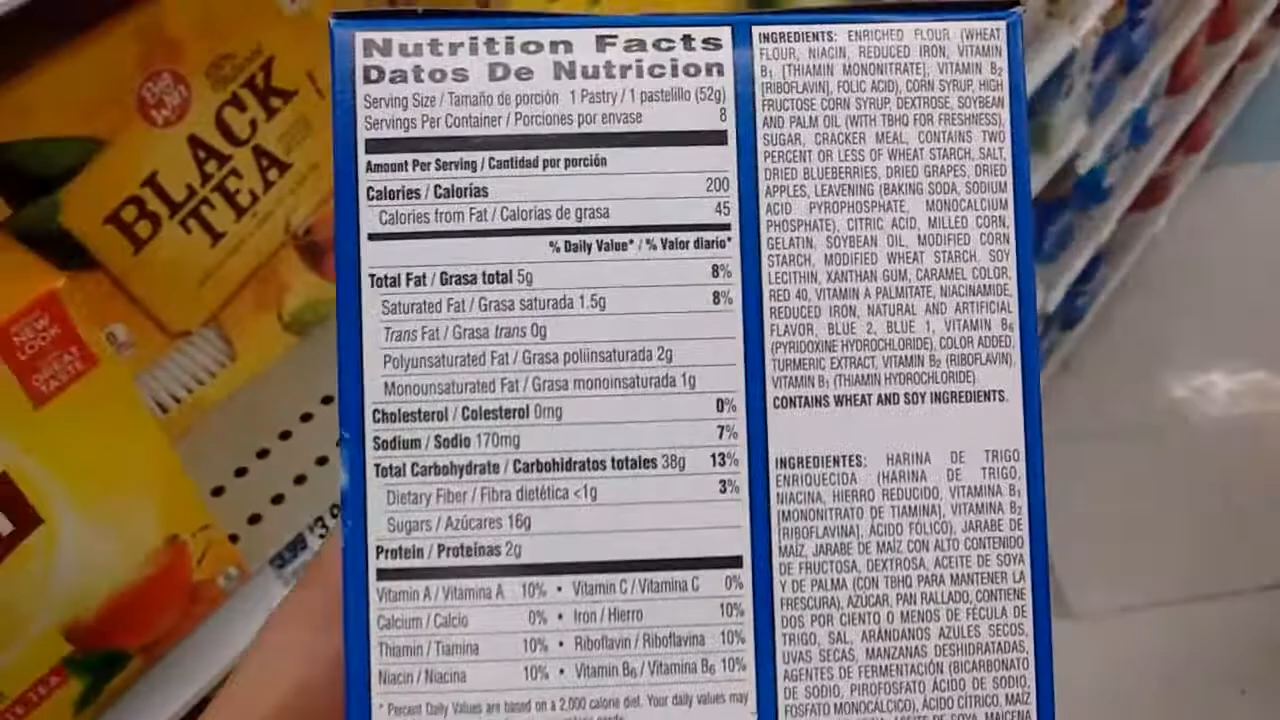 Big Win
BLACK
TEA
NEW
LOOK
GREAT
TASTE
Nutrition Facts
Datos De Nutricion
Serving Size / Tamaño de porción 1 Pastry / 1 pastelillo (52g)
Servings Per Container / Porciones por envase 8
Amount Per Serving / Cantidad por porción
Calories / Calorías 200
Calories from Fat / Calorías de grasa 45
% Daily Value* / % Valor diario*
Total Fat / Grasa total 5g 8%
Saturated Fat / Grasa saturada 1.5g 8%
Trans Fat / Grasa trans 0g
Polyunsaturated Fat / Grasa poliinsaturada 2g
Monounsaturated Fat / Grasa monoinsaturada 1g
Cholesterol / Colesterol 0mg 0%
Sodium / Sodio 170mg 7%
Total Carbohydrate / Carbohidratos totales 38g 13%
Dietary Fiber / Fibra dietética <1g 3%
Sugars / Azúcares 16g
Protein / Proteínas 2g
Vitamin A / Vitamina A 10% • Vitamin C / Vitamina C 0%
Calcium / Calcio 0% • Iron / Hierro 10%
Thiamin / Tiamina 10% • Riboflavin / Riboflavina 10%
Niacin / Niacina 10% • Vitamin B6 / Vitamina B6 10%
* Percent Daily Values are based on a 2,000 calorie diet. Your daily values may
INGREDIENTS: ENRICHED FLOUR (WHEAT
FLOUR, NIACIN, REDUCED IRON, VITAMIN
B1 [THIAMIN MONONITRATE], VITAMIN B2
[RIBOFLAVIN], FOLIC ACID), CORN SYRUP, HIGH
FRUCTOSE CORN SYRUP, DEXTROSE, SOYBEAN
AND PALM OIL (WITH TBHQ FOR FRESHNESS),
SUGAR, CRACKER MEAL, CONTAINS TWO
PERCENT OR LESS OF WHEAT STARCH, SALT,
DRIED BLUEBERRIES, DRIED GRAPES, DRIED
APPLES, LEAVENING (BAKING SODA, SODIUM
ACID PYROPHOSPHATE, MONOCALCIUM
PHOSPHATE), CITRIC ACID, MILLED CORN,
GELATIN, SOYBEAN OIL, MODIFIED CORN
STARCH, MODIFIED WHEAT STARCH, SOY
LECITHIN, XANTHAN GUM, CARAMEL COLOR,
RED 40, VITAMIN A PALMITATE, NIACINAMIDE,
REDUCED IRON, NATURAL AND ARTIFICIAL
FLAVOR, BLUE 2, BLUE 1, VITAMIN B6
(PYRIDOXINE HYDROCHLORIDE), COLOR ADDED,
TURMERIC EXTRACT, VITAMIN B2 (RIBOFLAVIN),
VITAMIN B1 (THIAMIN HYDROCHLORIDE).
CONTAINS WHEAT AND SOY INGREDIENTS.
INGREDIENTES: HARINA DE TRIGO
ENRIQUECIDA (HARINA DE TRIGO,
NIACINA, HIERRO REDUCIDO, VITAMINA B1
[MONONITRATO DE TIAMINA], VITAMINA B2
[RIBOFLAVINA], ÁCIDO FÓLICO), JARABE DE
MAÍZ, JARABE DE MAÍZ CON ALTO CONTENIDO
DE FRUCTOSA, DEXTROSA, ACEITE DE SOYA
Y DE PALMA (CON TBHQ PARA MANTENER LA
FRESCURA), AZÚCAR, PAN RALLADO, CONTIENE
DOS POR CIENTO O MENOS DE FÉCULA DE
TRIGO, SAL, ARÁNDANOS AZULES SECOS,
UVAS SECAS, MANZANAS DESHIDRATADAS,
AGENTES DE FERMENTACIÓN (BICARBONATO
DE SODIO, PIROFOSFATO ÁCIDO DE SODIO,
FOSFATO MONOCÁLCICO), ÁCIDO CÍTRICO, MAÍZ